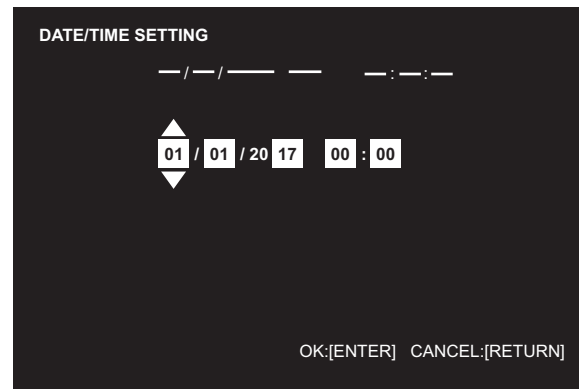 DATE/TIME SETTING
—/—/—— — —:—:—
01 / 01 / 20 17 00 : 00
OK:[ENTER] CANCEL:[RETURN]